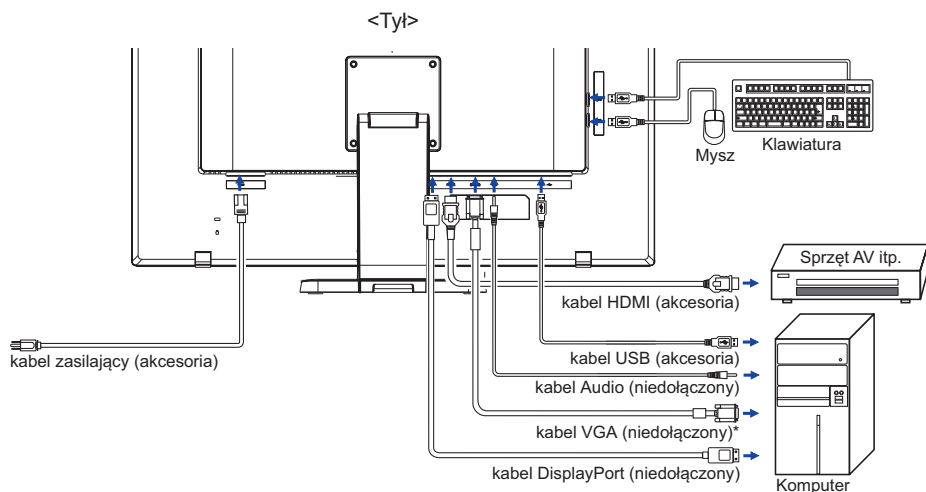 <Tył>
Mysz
Klawiatura
Sprzęt AV itp.
kabel HDMI (akcesoria)
kabel zasilający (akcesoria)
kabel USB (akcesoria)
kabel Audio (niedołączony)
kabel VGA (niedołączony)*
kabel DisplayPort (niedołączony)
Komputer